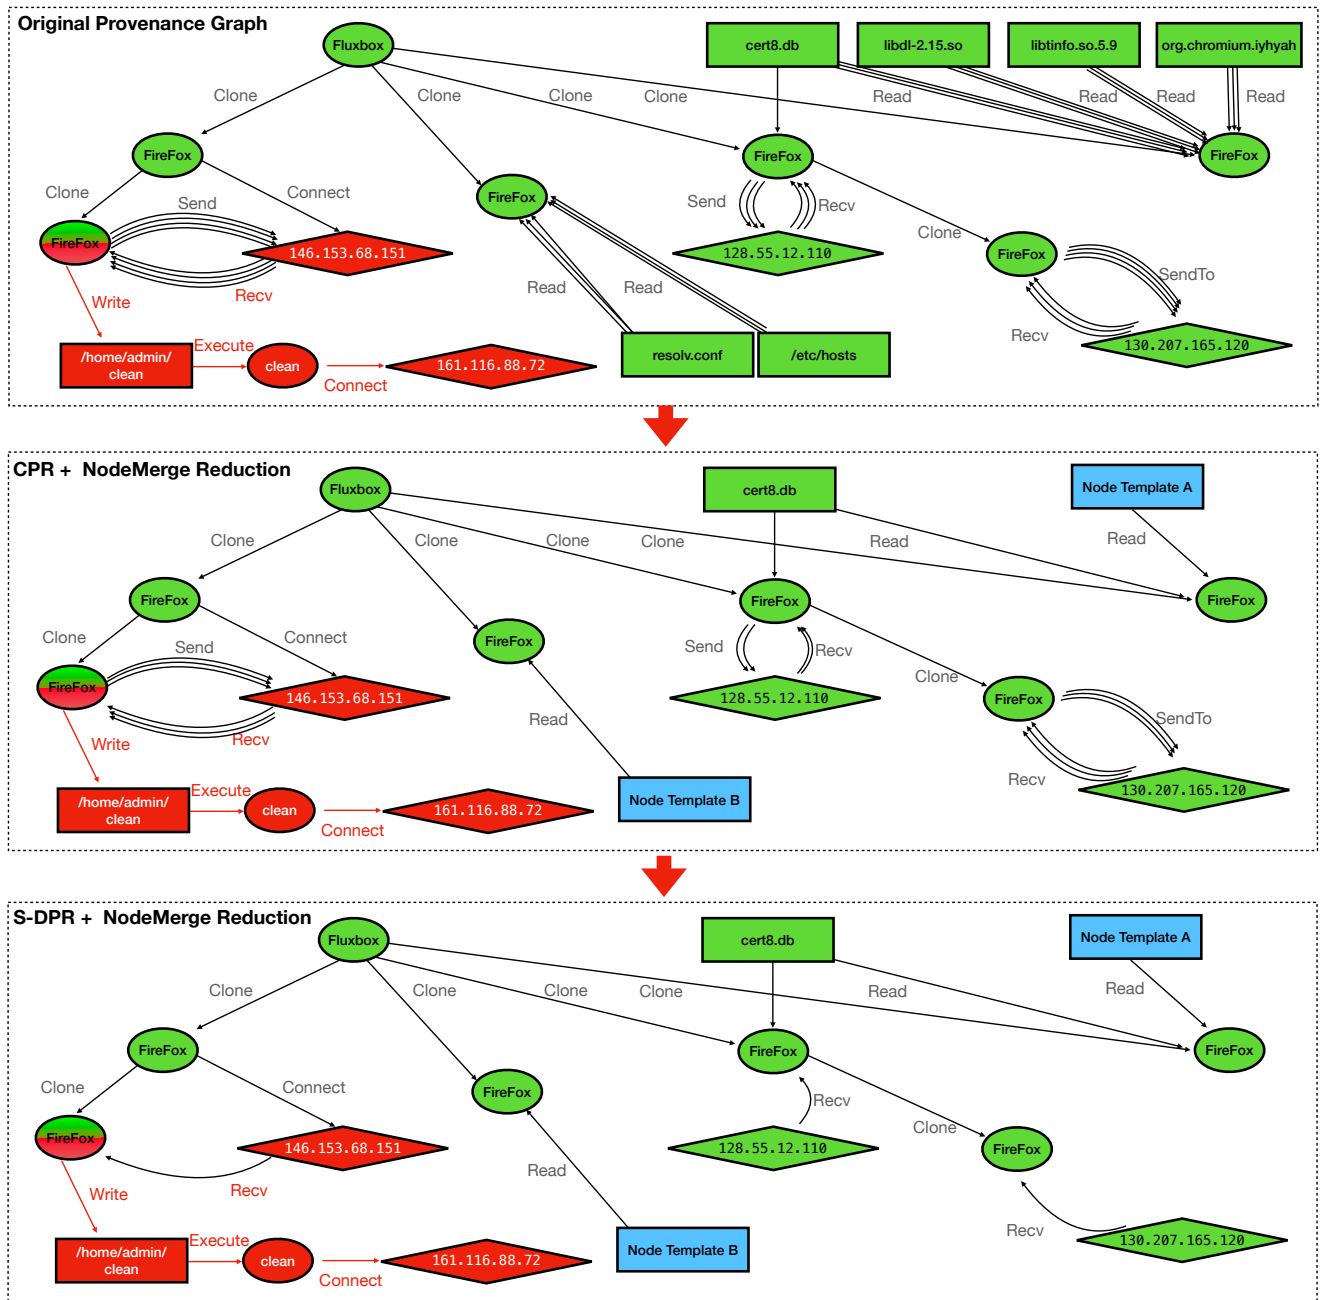 Original Provenance Graph
Fluxbox
cert8.db
libdl-2.15.so
libtinfo.so.5.9
org.chromium.iyhyah
Clone
Clone
Clone
Clone
Read
Read
Read
Read
FireFox
FireFox
FireFox
FireFox
Clone
Connect
Send
FireFox
146.153.68.151
Send
Recv
Clone
128.55.12.110
FireFox
SendTo
Write
Recv
Read
Read
Recv
/home/admin/
clean
Execute
clean
161.116.88.72
Connect
resolv.conf
/etc/hosts
130.207.165.120
CPR + NodeMerge Reduction
Fluxbox
cert8.db
Node Template A
Clone
Clone
Clone
Clone
Read
Read
FireFox
FireFox
FireFox
FireFox
Clone
Send
Connect
Send
Recv
FireFox
146.153.68.151
128.55.12.110
Clone
FireFox
SendTo
Write
Recv
Read
Recv
/home/admin/
clean
Execute
clean
161.116.88.72
Connect
Node Template B
130.207.165.120
S-DPR + NodeMerge Reduction
Fluxbox
cert8.db
Node Template A
Clone
Clone
Clone
Clone
Read
Read
FireFox
FireFox
FireFox
FireFox
Clone
Connect
Recv
FireFox
146.153.68.151
128.55.12.110
Clone
FireFox
Write
Recv
Read
Recv
/home/admin/
clean
Execute
clean
161.116.88.72
Connect
Node Template B
130.207.165.120